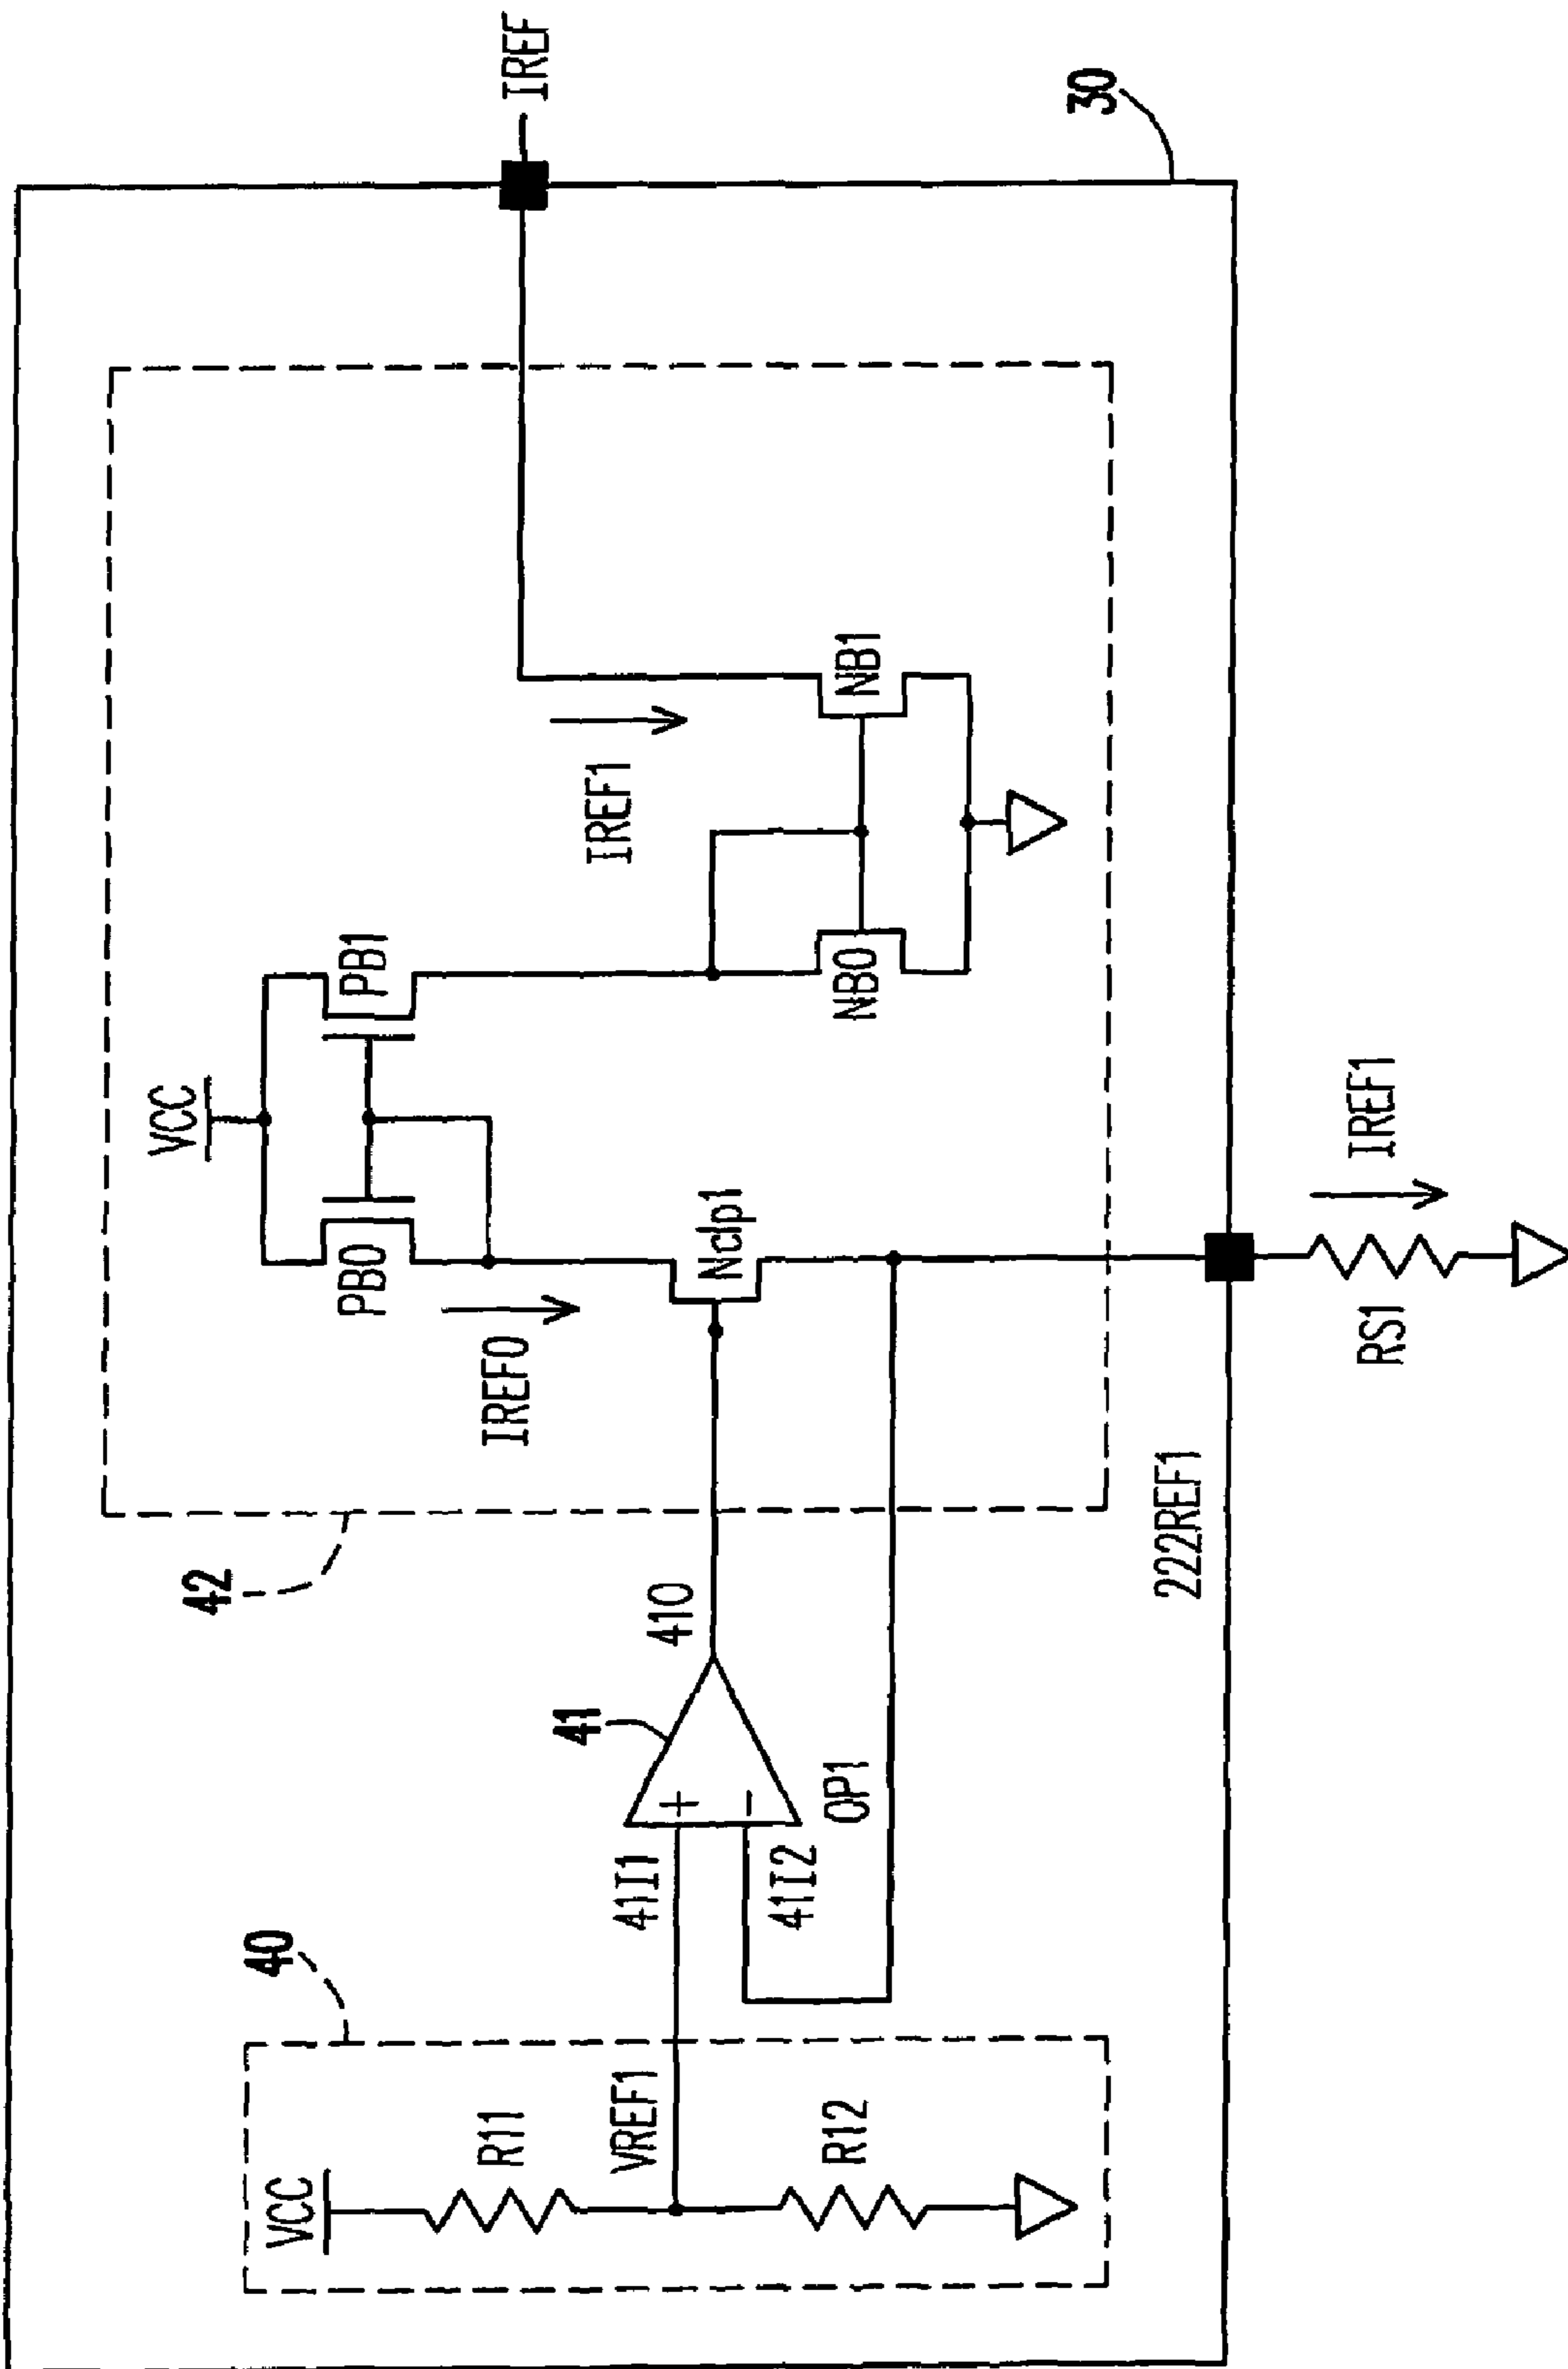 30
IREF
42
VCC
PB0
PB1
IREF0
Nclp1
IREF1
NB0
NB1
40
VCC
R11
VREF1
R12
41
41I1
41I2
OP1
41O
222REF1
RS1
IREF1